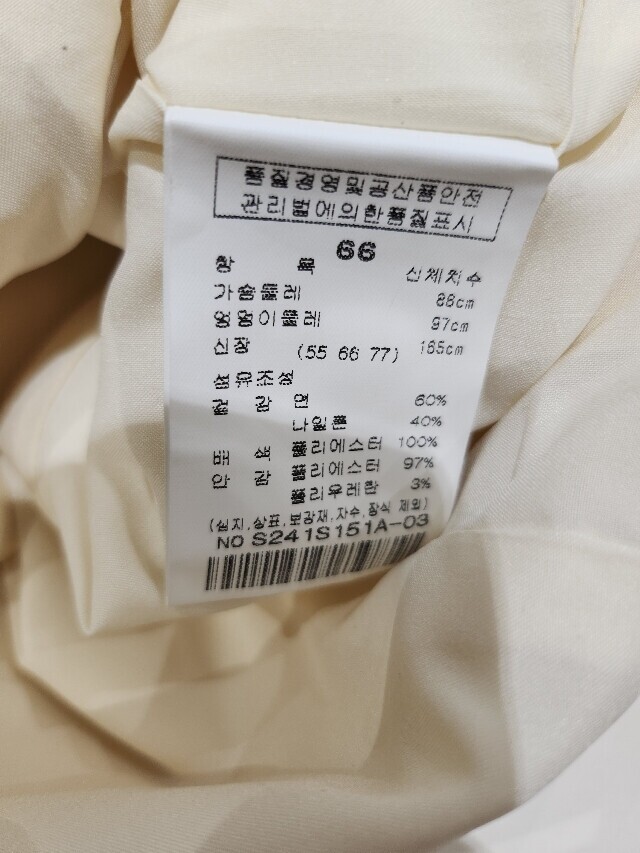 품질경영및공산품안전
관리법에의한품질표시
66
항 목 신체치수
가슴둘레 88cm
엉덩이둘레 97cm
신장 (55 66 77) 165cm
섬유조성
겉 감 면 60%
나일론 40%
배 색 폴리에스터 100%
안 감 폴리에스터 97%
폴리우레탄 3%
(심지,상표,보강재,자수,장식 제외)
NO S241S151A-03